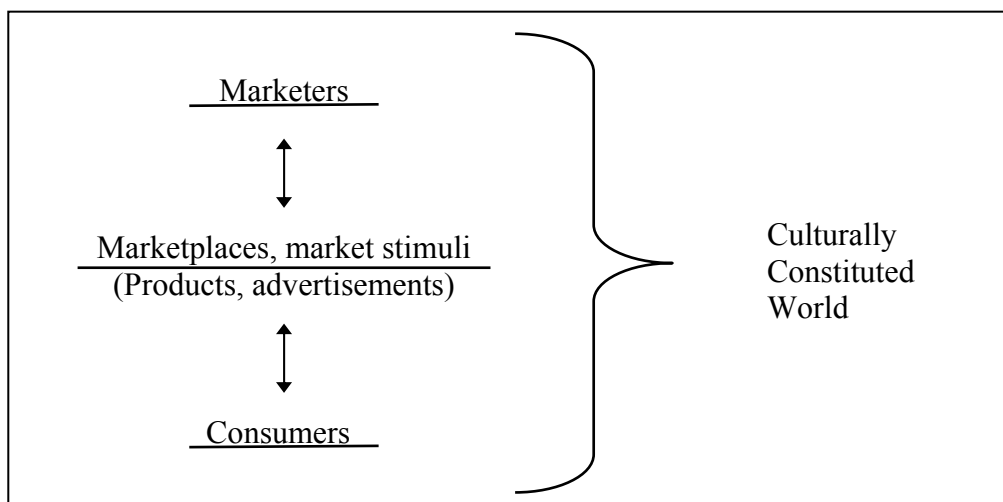 Marketers
Marketplaces, market stimuli
(Products, advertisements)
Consumers
Culturally
Constituted
World